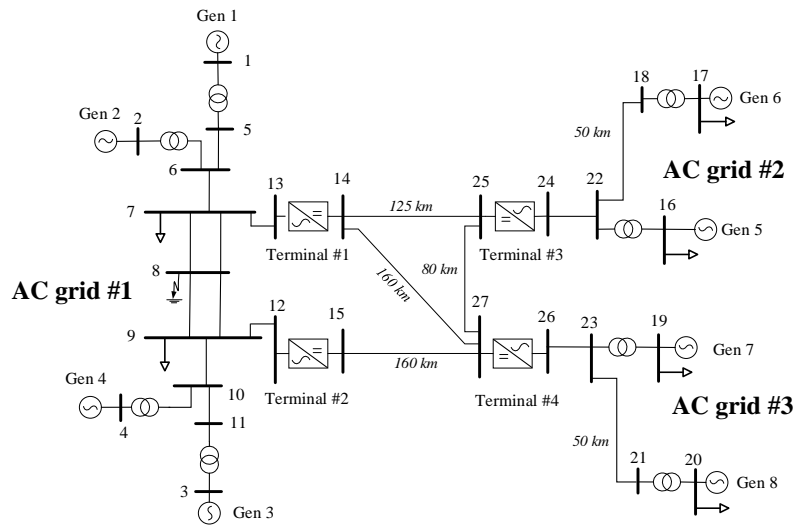 Gen 1
1
Gen 2
2
5
6
7
13
14
125 km
25
24
22
18
17
Gen 6
50 km
AC grid #2
16
Gen 5
Terminal #1
Terminal #3
8
160 km
80 km
AC grid #1
12
15
27
26
23
19
9
160 km
Gen 7
Gen 4
4
10
11
Terminal #2
Terminal #4
AC grid #3
50 km
21
20
Gen 8
3
Gen 3